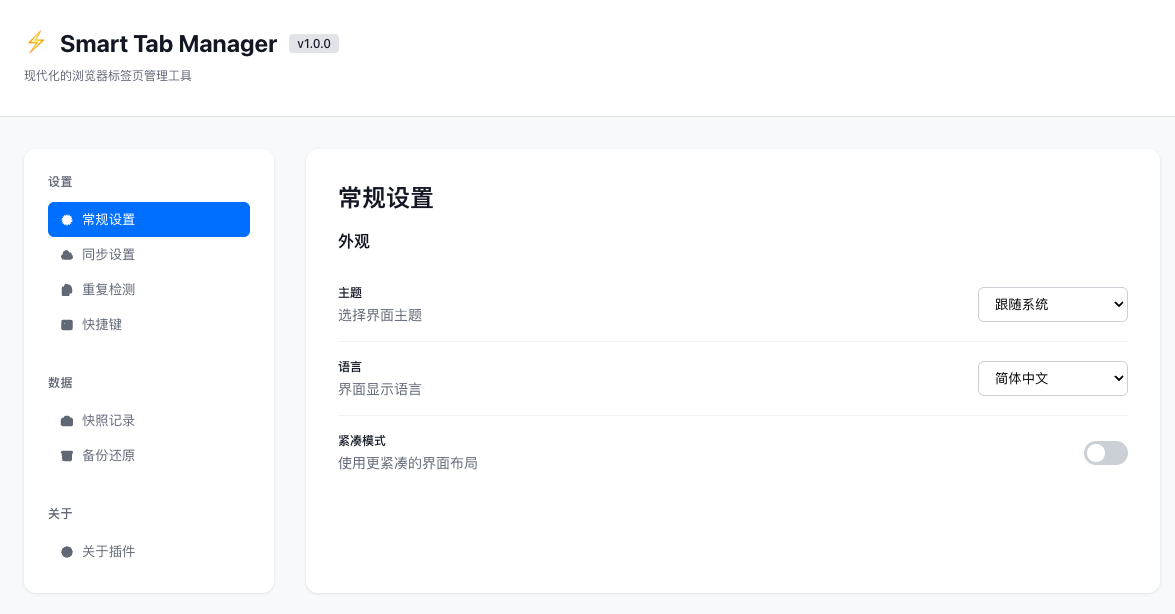 ⚡ Smart Tab Manager v1.0.0
现代化的浏览器标签页管理工具
设置
常规设置
同步设置
重复检测
快捷键
数据
快照记录
备份还原
关于
关于插件
常规设置
外观
主题
选择界面主题
跟随系统
语言
界面显示语言
简体中文
紧凑模式
使用更紧凑的界面布局